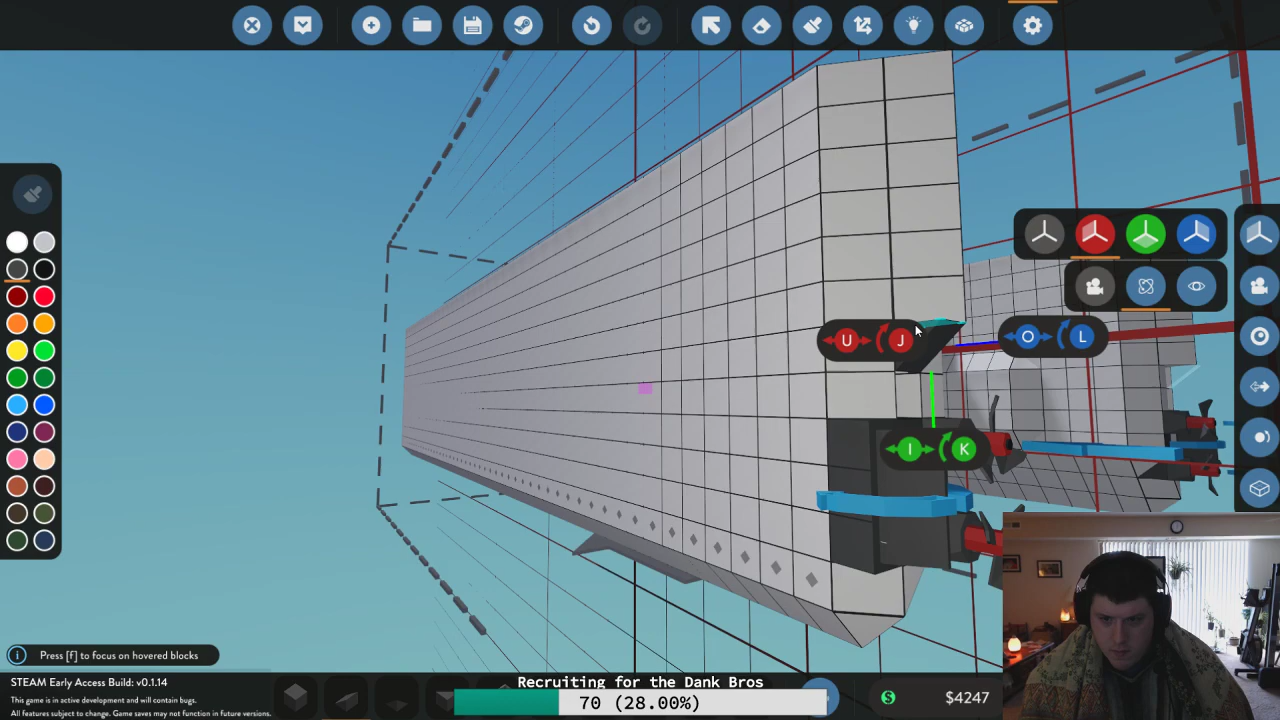 U J
O L
I K
Press [f] to focus on hovered blocks
STEAM Early Access Build: v0.1.14
This game is in active development and will contain bugs.
All features subject to change. Game saves may not function in future versions.
Recruiting for the Dank Bros
70 (28.00%)
$ $4247